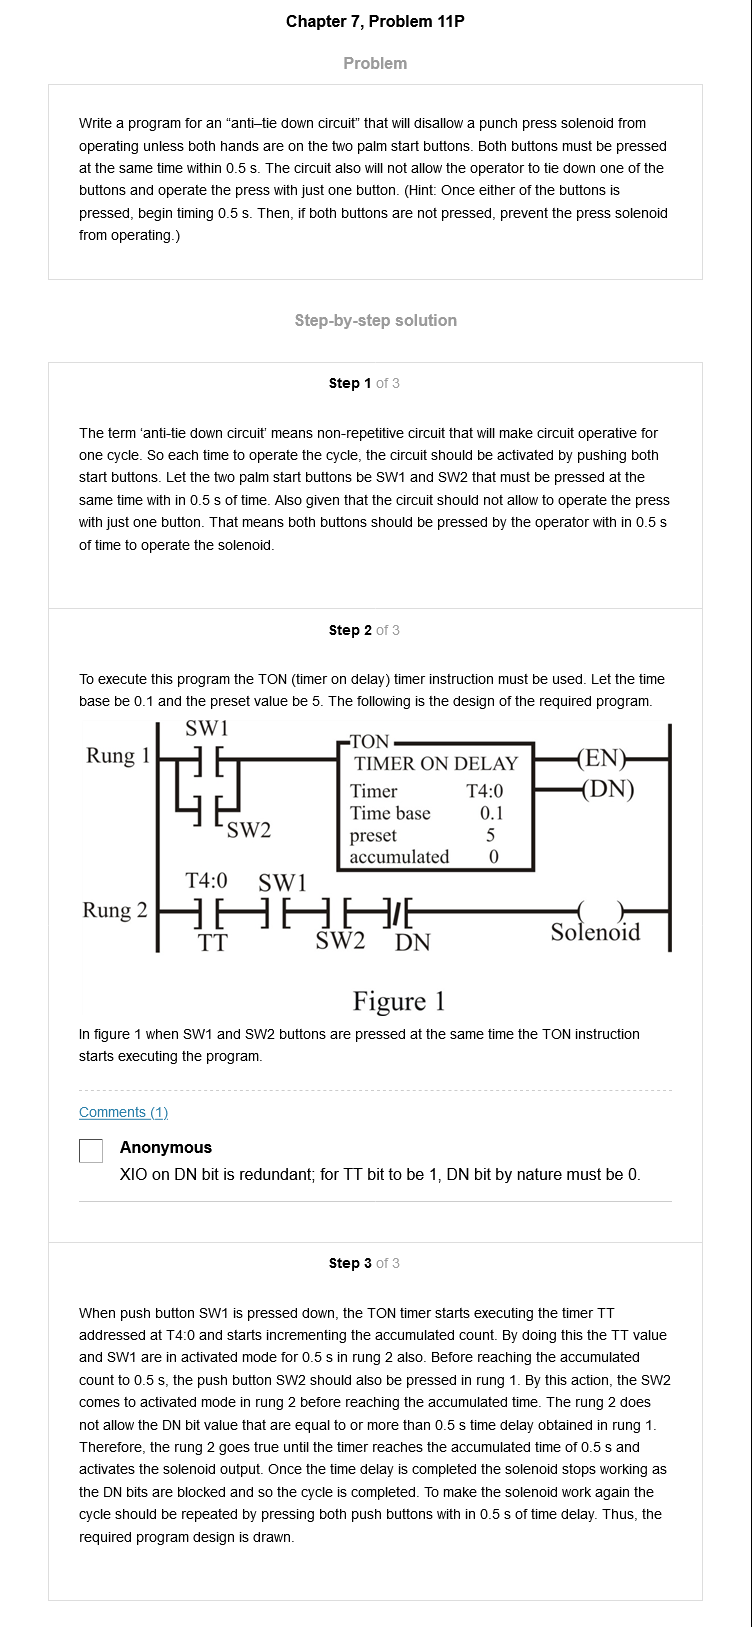 Chapter 7, Problem 11P
Problem
Write a program for an “anti–tie down circuit” that will disallow a punch press solenoid from
operating unless both hands are on the two palm start buttons. Both buttons must be pressed
at the same time within 0.5 s. The circuit also will not allow the operator to tie down one of the
buttons and operate the press with just one button. (Hint: Once either of the buttons is
pressed, begin timing 0.5 s. Then, if both buttons are not pressed, prevent the press solenoid
from operating.)
Step-by-step solution
Step 1 of 3
The term ‘anti-tie down circuit’ means non-repetitive circuit that will make circuit operative for
one cycle. So each time to operate the cycle, the circuit should be activated by pushing both
start buttons. Let the two palm start buttons be SW1 and SW2 that must be pressed at the
same time with in 0.5 s of time. Also given that the circuit should not allow to operate the press
with just one button. That means both buttons should be pressed by the operator with in 0.5 s
of time to operate the solenoid.
Step 2 of 3
To execute this program the TON (timer on delay) timer instruction must be used. Let the time
base be 0.1 and the preset value be 5. The following is the design of the required program.
SW1
TON
Rung 1
TIMER ON DELAY
(EN)
Timer T4:0
(DN)
Time base 0.1
SW2
preset 5
accumulated 0
T4:0 SW1
Rung 2
( )
TT SW2 DN Solenoid
Figure 1
In figure 1 when SW1 and SW2 buttons are pressed at the same time the TON instruction
starts executing the program.
Comments (1)
Anonymous
XIO on DN bit is redundant; for TT bit to be 1, DN bit by nature must be 0.
Step 3 of 3
When push button SW1 is pressed down, the TON timer starts executing the timer TT
addressed at T4:0 and starts incrementing the accumulated count. By doing this the TT value
and SW1 are in activated mode for 0.5 s in rung 2 also. Before reaching the accumulated
count to 0.5 s, the push button SW2 should also be pressed in rung 1. By this action, the SW2
comes to activated mode in rung 2 before reaching the accumulated time. The rung 2 does
not allow the DN bit value that are equal to or more than 0.5 s time delay obtained in rung 1.
Therefore, the rung 2 goes true until the timer reaches the accumulated time of 0.5 s and
activates the solenoid output. Once the time delay is completed the solenoid stops working as
the DN bits are blocked and so the cycle is completed. To make the solenoid work again the
cycle should be repeated by pressing both push buttons with in 0.5 s of time delay. Thus, the
required program design is drawn.